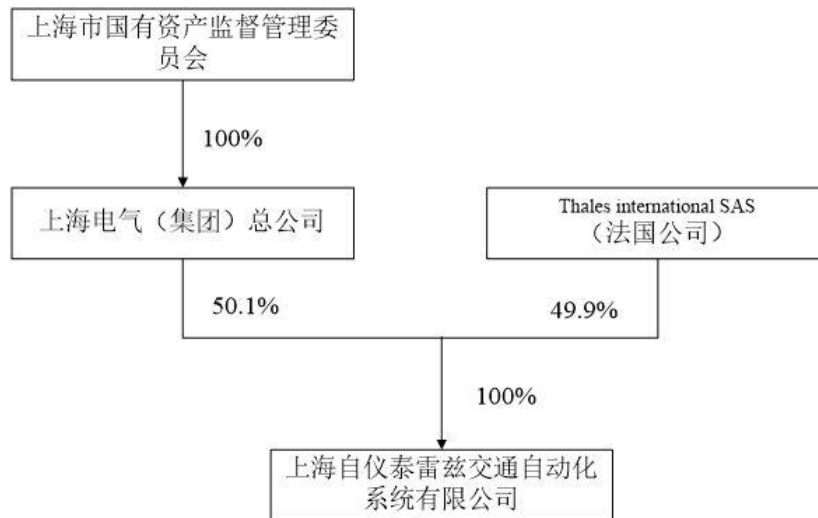 上海市国有资产监督管理委
员会
100%
上海电气（集团）总公司
Thales international SAS
（法国公司）
50.1%
49.9%
100%
上海自仪泰雷兹交通自动化
系统有限公司